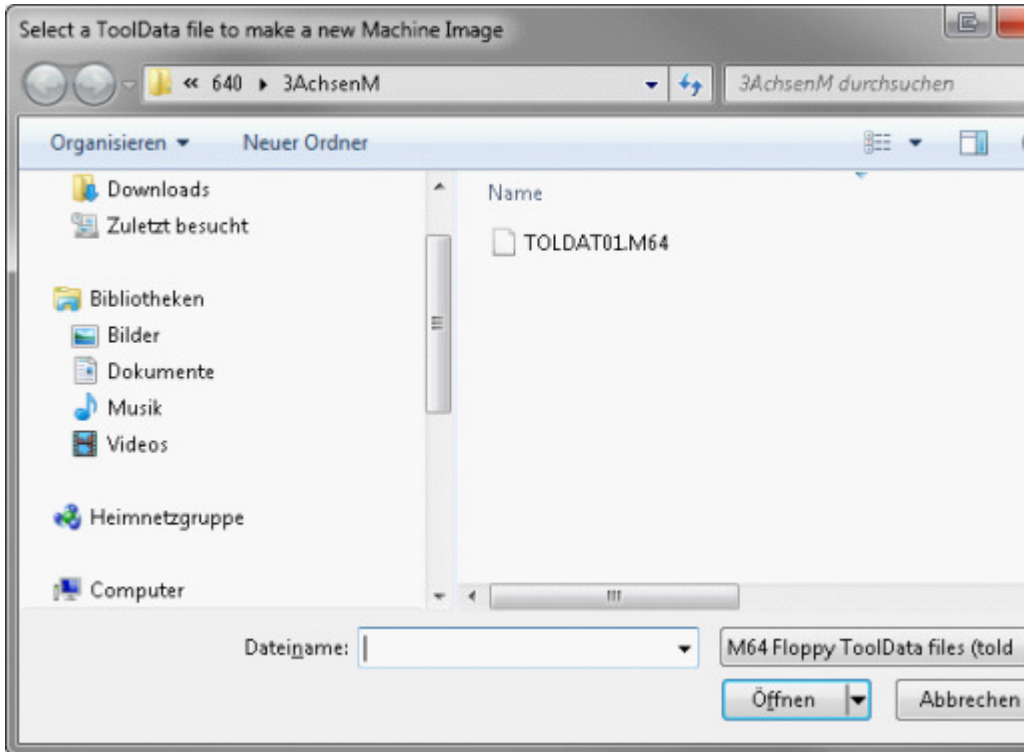 Select a ToolData file to make a new Machine Image
« 640 ▸ 3AchsenM
3AchsenM durchsuchen
Organisieren
Neuer Ordner
Downloads
Zuletzt besucht
Bibliotheken
Bilder
Dokumente
Musik
Videos
Heimnetzgruppe
Computer
Name
TOLDAT01.M64
Dateiname:
M64 Floppy ToolData files (told
Öffnen
Abbrechen